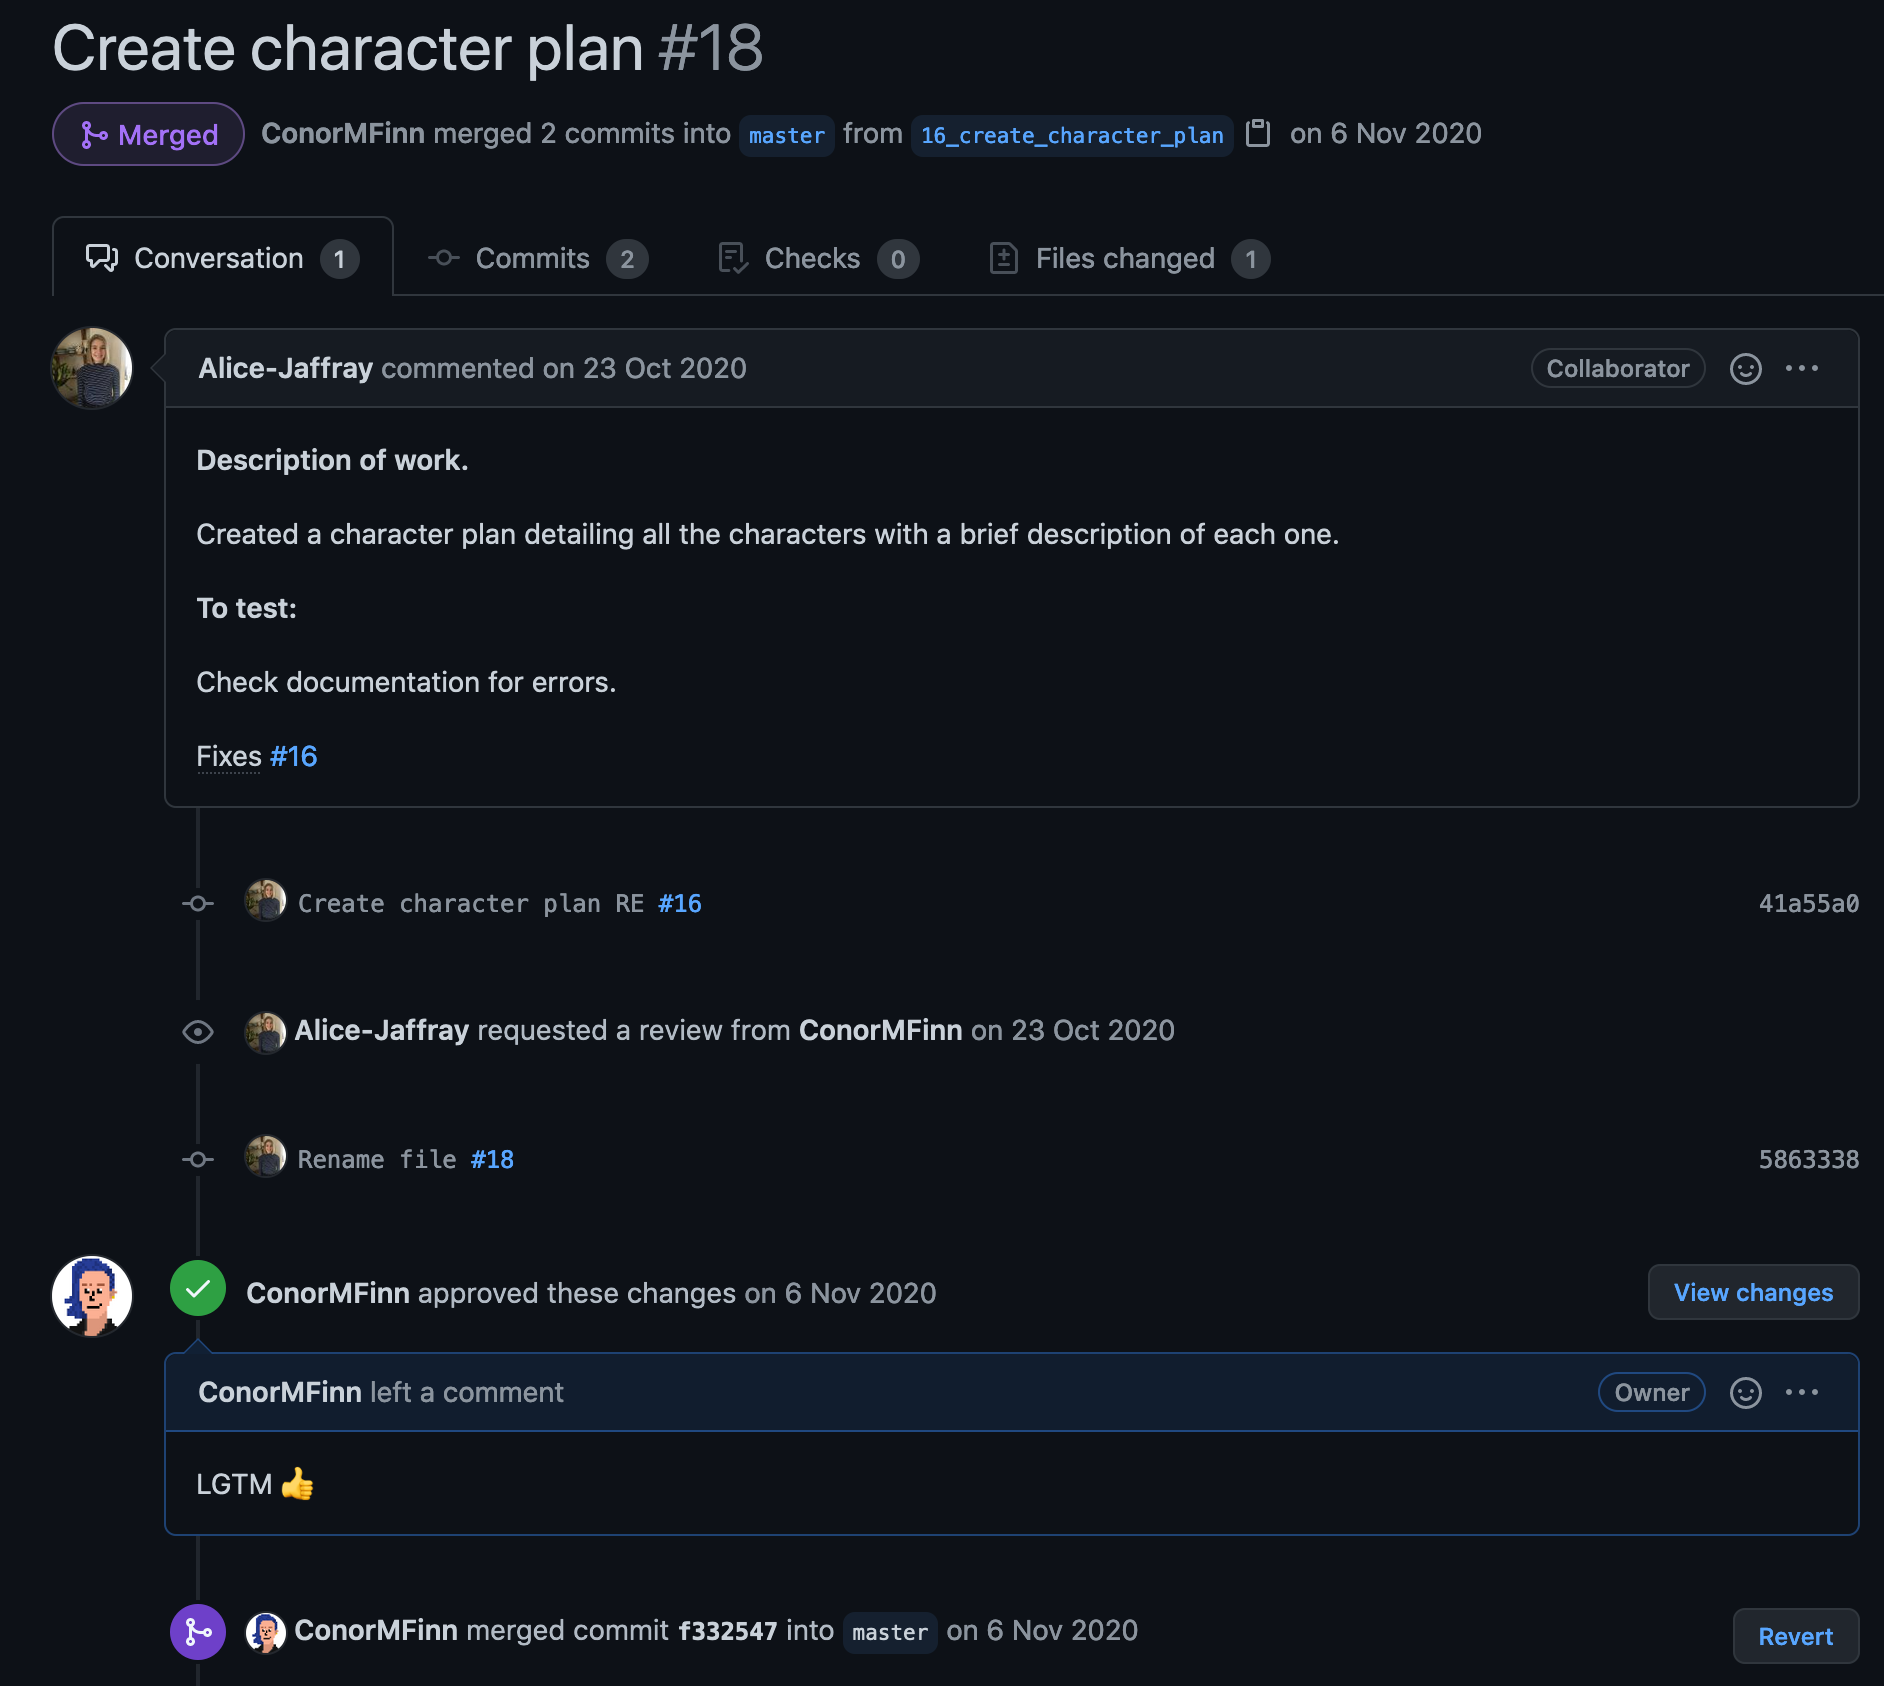 Create character plan #18
Merged ConorMFinn merged 2 commits into master from 16_create_character_plan on 6 Nov 2020
Conversation 1 Commits 2 Checks 0 Files changed 1
Alice-Jaffray commented on 23 Oct 2020 Collaborator
Description of work.
Created a character plan detailing all the characters with a brief description of each one.
To test:
Check documentation for errors.
Fixes #16
Create character plan RE #16 41a55a0
Alice-Jaffray requested a review from ConorMFinn on 23 Oct 2020
Rename file #18 5863338
ConorMFinn approved these changes on 6 Nov 2020 View changes
ConorMFinn left a comment Owner
LGTM 👍
ConorMFinn merged commit f332547 into master on 6 Nov 2020 Revert